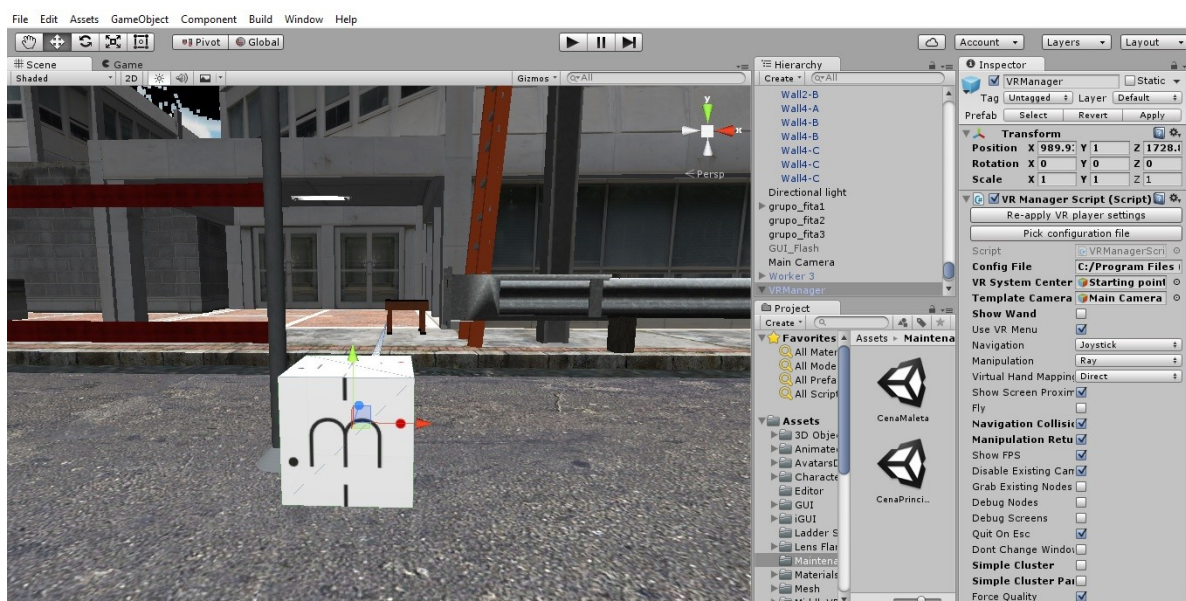 File Edit Assets GameObject Component Build Window Help
Pivot Global
Account Layers Layout
Scene Game
Shaded 2D Gizmos All
y
x
Persp
m
Hierarchy
Create All
Wall2-B
Wall4-A
Wall4-B
Wall4-B
Wall4-C
Wall4-C
Wall4-C
Directional light
grupo_fita1
grupo_fita2
grupo_fita3
GUI_Flash
Main Camera
Worker 3
VRManager
Project
Create
Favorites
All Mater
All Mode
All Prefa
All Script
Assets
3D Obje
Animate
AvatarsD
Characte
Editor
GUI
iGUI
Ladder S
Lens Flar
Maintena
Materials
Mesh
Assets Maintena
CenaMaleta
CenaPrinci...
Inspector
VRManager Static
Tag Untagged Layer Default
Prefab Select Revert Apply
Transform
Position X 989.9 Y 1 Z 1728.
Rotation X 0 Y 0 Z 0
Scale X 1 Y 1 Z 1
VR Manager Script (Script)
Re-apply VR player settings
Pick configuration file
Script VRManagerScri
Config File C:/Program Files
VR System Center Starting point
Template Camera Main Camera
Show Wand
Use VR Menu
Navigation Joystick
Manipulation Ray
Virtual Hand Mapping Direct
Show Screen Proxim
Fly
Navigation Collisio
Manipulation Retu
Show FPS
Disable Existing Cam
Grab Existing Nodes
Debug Nodes
Debug Screens
Quit On Esc
Dont Change Windo
Simple Cluster
Simple Cluster Pa
Force Quality